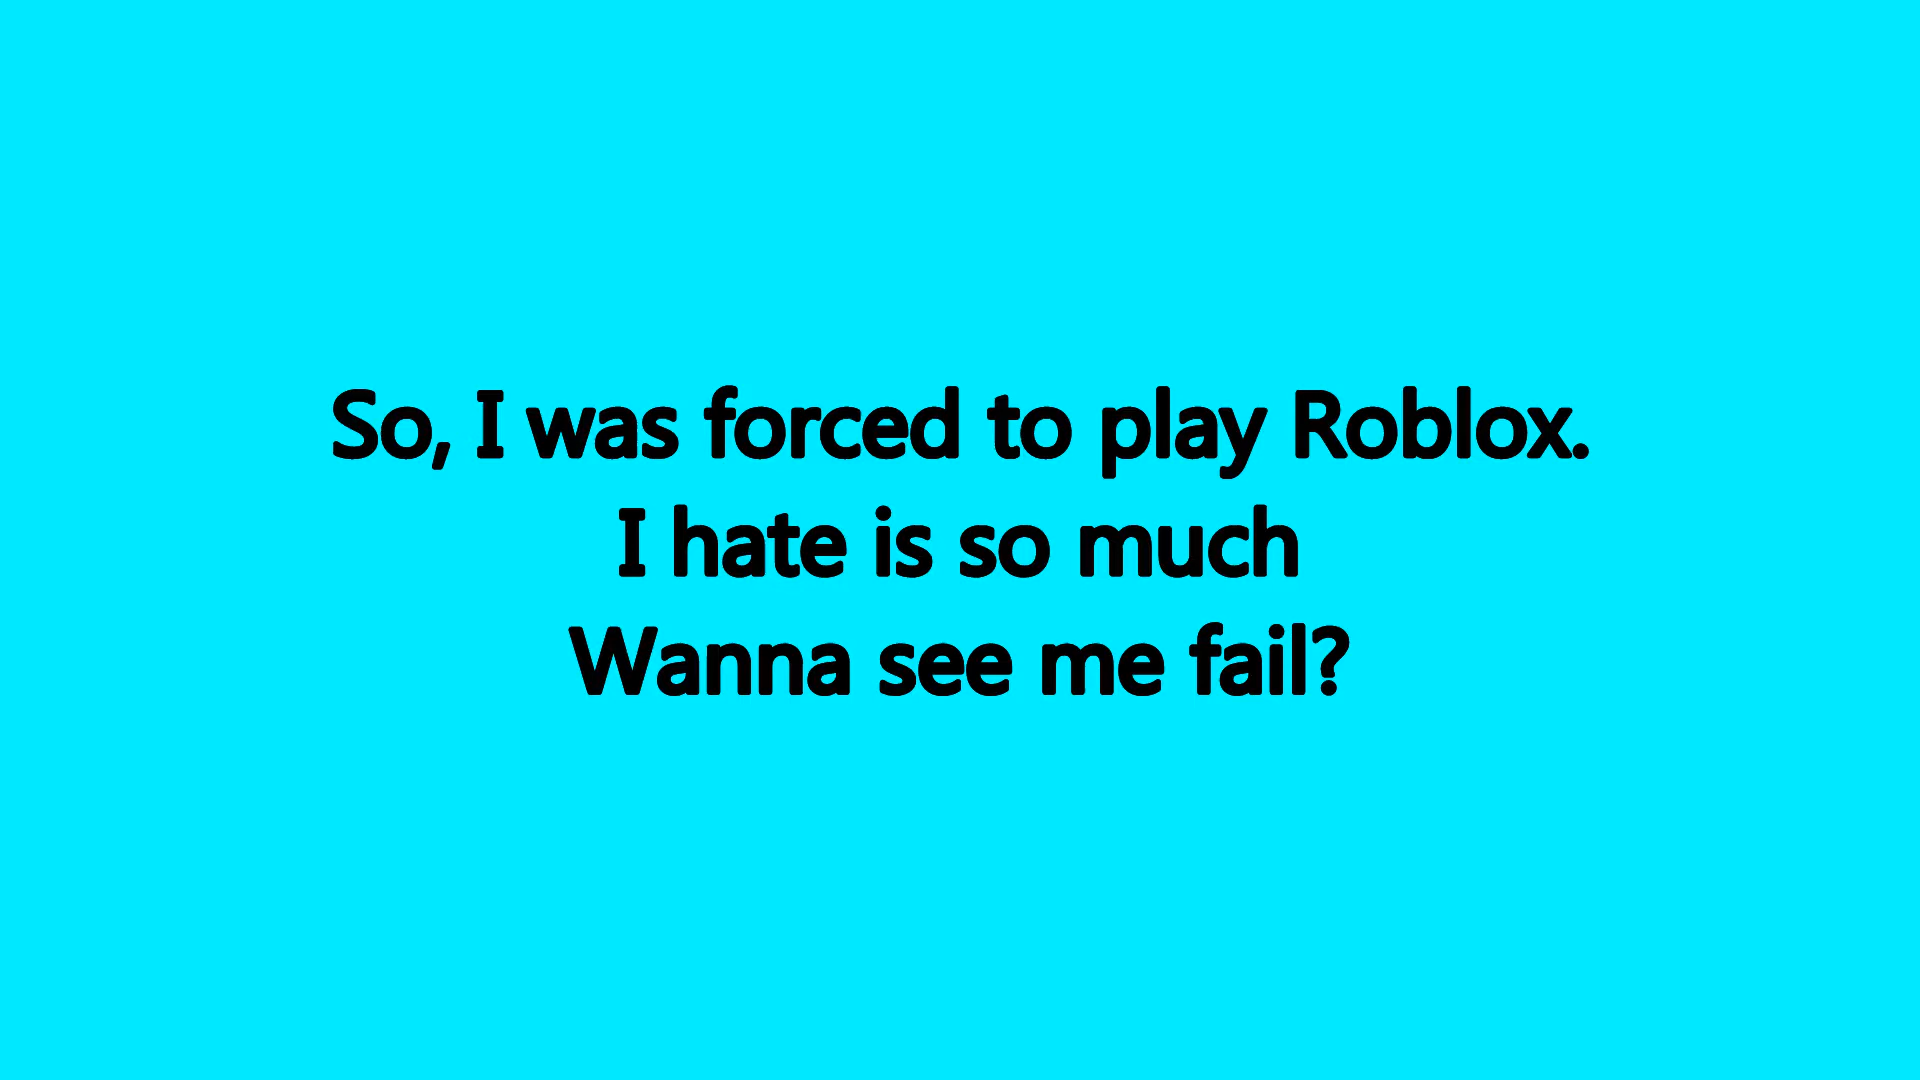 So, I was forced to play Roblox.
I hate is so much
Wanna see me fail?